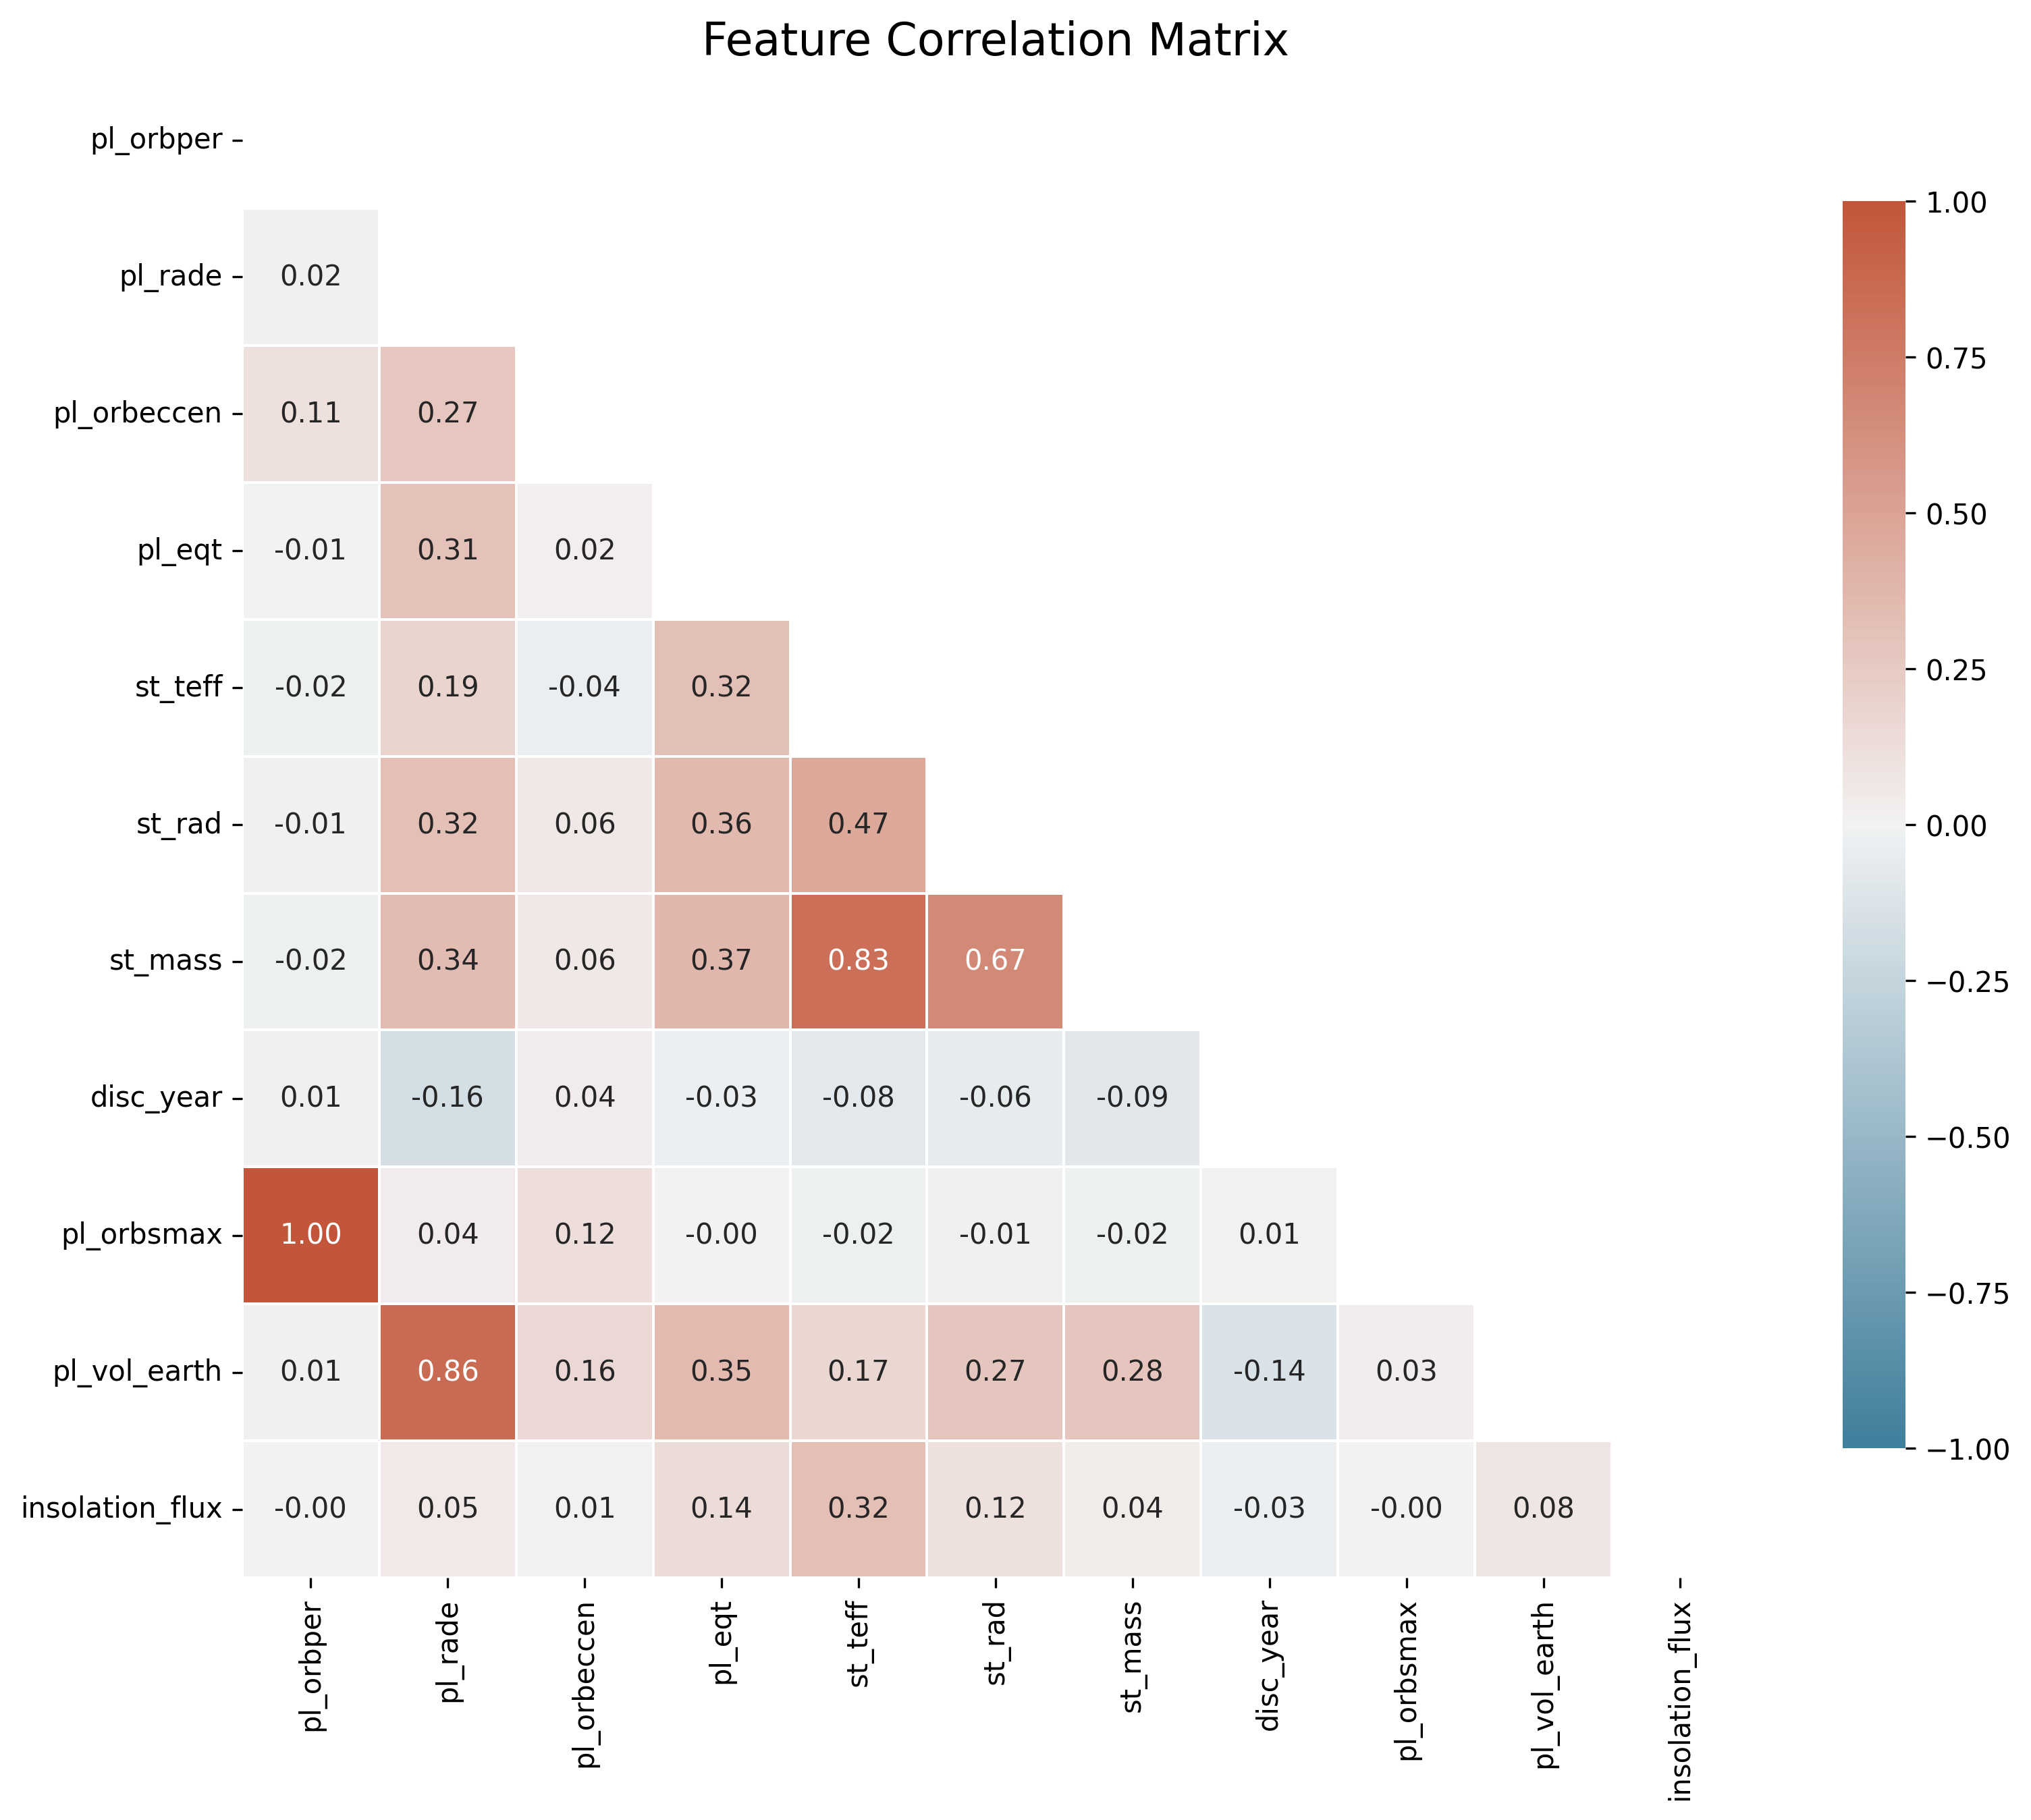 Feature Correlation Matrix
pl_orbper
pl_rade 0.02
pl_orbeccen 0.11 0.27
pl_eqt -0.01 0.31 0.02
st_teff -0.02 0.19 -0.04 0.32
st_rad -0.01 0.32 0.06 0.36 0.47
st_mass -0.02 0.34 0.06 0.37 0.83 0.67
disc_year 0.01 -0.16 0.04 -0.03 -0.08 -0.06 -0.09
pl_orbsmax 1.00 0.04 0.12 -0.00 -0.02 -0.01 -0.02 0.01
pl_vol_earth 0.01 0.86 0.16 0.35 0.17 0.27 0.28 -0.14 0.03
insolation_flux -0.00 0.05 0.01 0.14 0.32 0.12 0.04 -0.03 -0.00 0.08
pl_orbper pl_rade pl_orbeccen pl_eqt st_teff st_rad st_mass disc_year pl_orbsmax pl_vol_earth insolation_flux
1.00
0.75
0.50
0.25
0.00
−0.25
−0.50
−0.75
−1.00